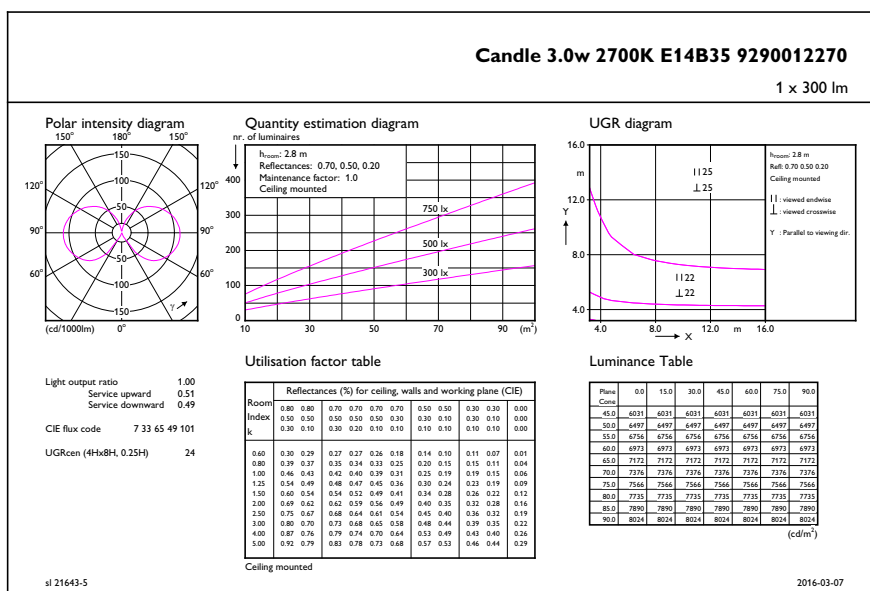 Candle 3.0w 2700K E14B35 9290012270
1 x 300 lm
Polar intensity diagram
150° 180° 150°
120° 120°
90° 90°
60° 60°
150
100
50
50
100
150
γ
(cd/1000lm) 0°
Quantity estimation diagram
nr. of luminaires
hroom: 2.8 m
Reflectances: 0.70, 0.50, 0.20
Maintenance factor: 1.0
Ceiling mounted
400
300
200
100
0
750 lx
500 lx
300 lx
10 30 50 70 90 (m²)
UGR diagram
16.0
m
12.0
Y
8.0
4.0
II 25
⊥ 25
II 22
⊥ 22
4.0 8.0 12.0 m 16.0
X
hroom: 2.8 m
Refl: 0.70 0.50 0.20
Ceiling mounted
II : viewed endwise
⊥ : viewed crosswise
Y : Parallel to viewing dir.
Light output ratio 1.00
Service upward 0.51
Service downward 0.49
CIE flux code 7 33 65 49 101
UGRcen (4Hx8H, 0.25H) 24
Utilisation factor table
Room Index k
Reflectances (%) for ceiling, walls and working plane (CIE)
0.80 0.80 0.70 0.70 0.70 0.70 0.50 0.50 0.30 0.30 0.00
0.50 0.50 0.50 0.50 0.50 0.30 0.30 0.10 0.30 0.10 0.00
0.30 0.10 0.30 0.20 0.10 0.10 0.10 0.10 0.10 0.10 0.00
0.60 0.30 0.29 0.27 0.27 0.26 0.18 0.14 0.10 0.11 0.07 0.01
0.80 0.39 0.37 0.35 0.34 0.33 0.25 0.20 0.15 0.15 0.11 0.04
1.00 0.46 0.43 0.42 0.40 0.39 0.31 0.25 0.19 0.19 0.15 0.06
1.25 0.54 0.49 0.48 0.47 0.45 0.36 0.30 0.24 0.23 0.19 0.09
1.50 0.60 0.54 0.54 0.52 0.49 0.41 0.34 0.28 0.26 0.22 0.12
2.00 0.69 0.62 0.62 0.59 0.56 0.49 0.40 0.35 0.32 0.28 0.16
2.50 0.75 0.67 0.68 0.64 0.61 0.54 0.45 0.40 0.36 0.32 0.19
3.00 0.80 0.70 0.73 0.68 0.65 0.58 0.48 0.44 0.39 0.35 0.22
4.00 0.87 0.76 0.79 0.74 0.70 0.64 0.53 0.49 0.43 0.40 0.26
5.00 0.92 0.79 0.83 0.78 0.73 0.68 0.57 0.53 0.46 0.44 0.29
Ceiling mounted
Luminance Table
Plane 0.0 15.0 30.0 45.0 60.0 75.0 90.0
Cone
45.0 6031 6031 6031 6031 6031 6031 6031
50.0 6497 6497 6497 6497 6497 6497 6497
55.0 6756 6756 6756 6756 6756 6756 6756
60.0 6973 6973 6973 6973 6973 6973 6973
65.0 7172 7172 7172 7172 7172 7172 7172
70.0 7376 7376 7376 7376 7376 7376 7376
75.0 7566 7566 7566 7566 7566 7566 7566
80.0 7735 7735 7735 7735 7735 7735 7735
85.0 7890 7890 7890 7890 7890 7890 7890
90.0 8024 8024 8024 8024 8024 8024 8024
(cd/m²)
sl 21643-5
2016-03-07